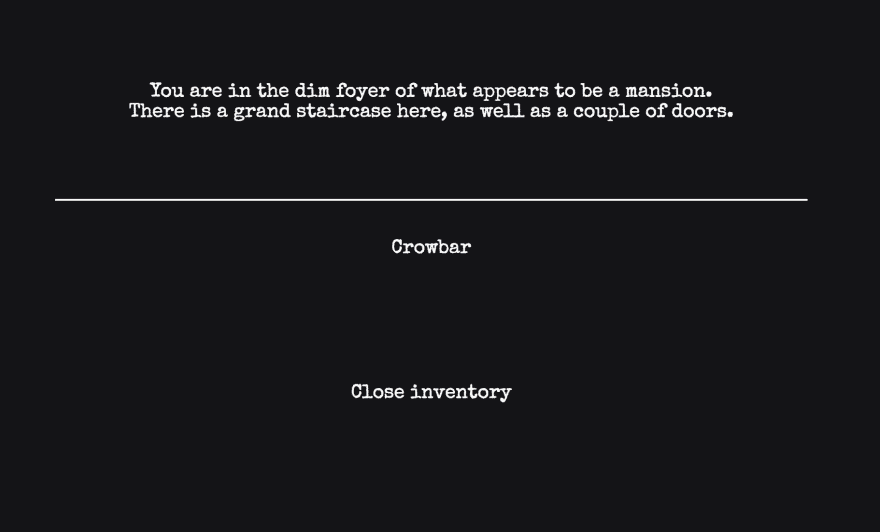 You are in the dim foyer of what appears to be a mansion.
There is a grand staircase here, as well as a couple of doors.
Crowbar
Close inventory